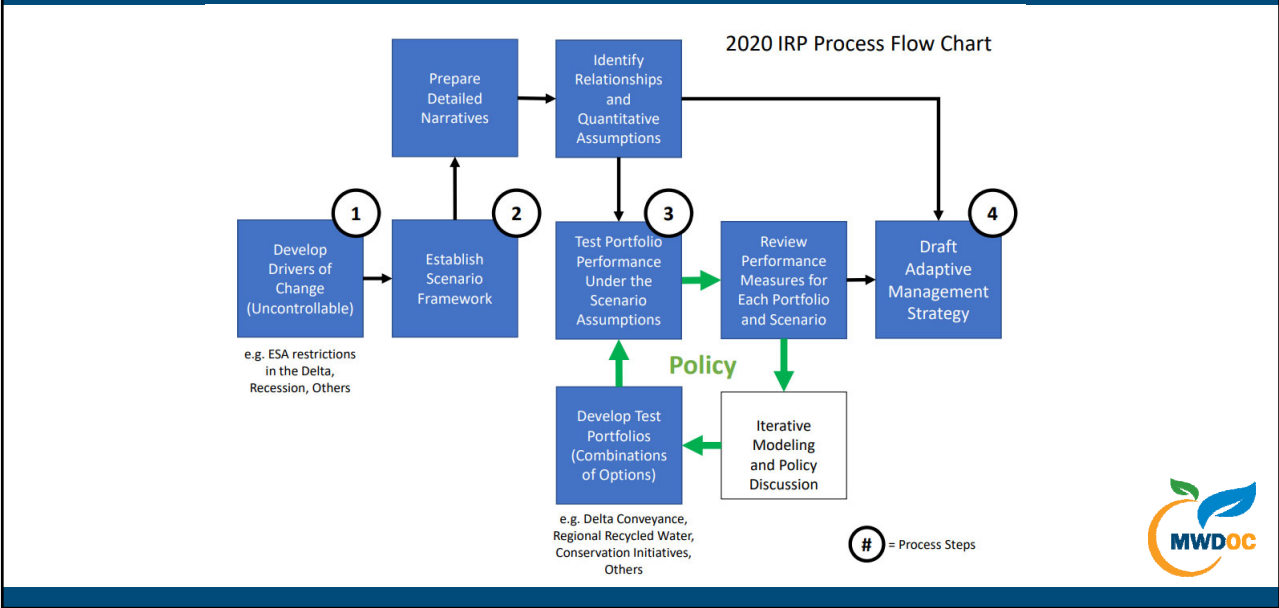 2020 IRP Process Flow Chart
Prepare
Detailed
Narratives
Identify
Relationships
and
Quantitative
Assumptions
1
Develop
Drivers of
Change
(Uncontrollable)
e.g. ESA restrictions
in the Delta,
Recession, Others
2
Establish
Scenario
Framework
3
Test Portfolio
Performance
Under the
Scenario
Assumptions
Review
Performance
Measures for
Each Portfolio
and Scenario
4
Draft
Adaptive
Management
Strategy
Policy
Develop Test
Portfolios
(Combinations
of Options)
e.g. Delta Conveyance,
Regional Recycled Water,
Conservation Initiatives,
Others
Iterative
Modeling
and Policy
Discussion
# = Process Steps
MWDOC